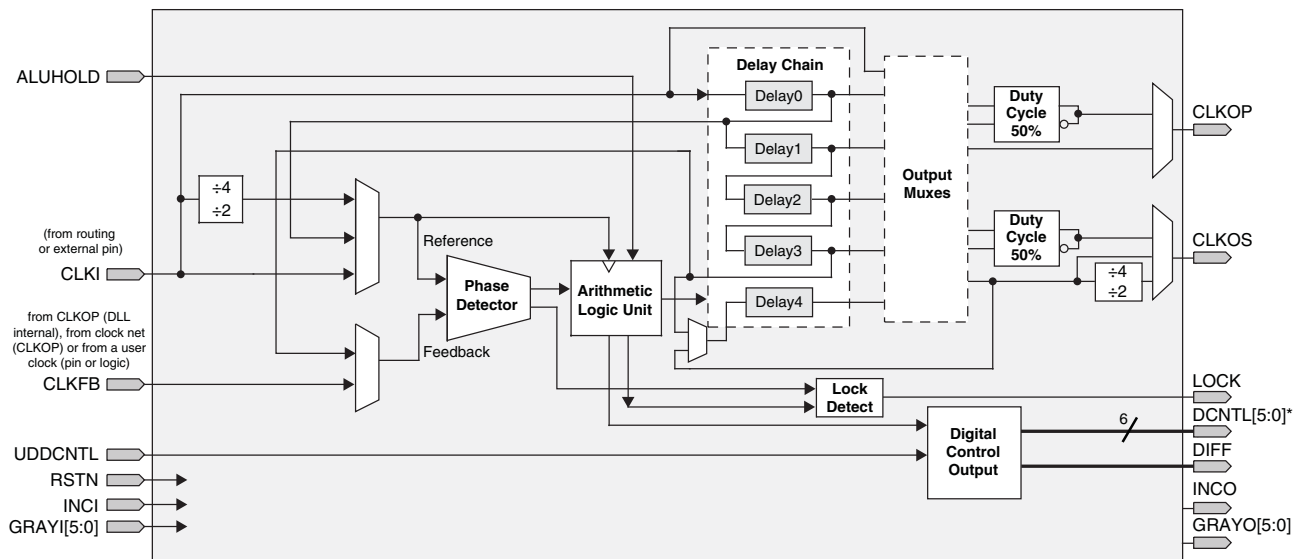 ALUHOLD
(from routing
or external pin)
CLKI
from CLKOP (DLL
internal), from clock net
(CLKOP) or from a user
clock (pin or logic)
CLKFB
UDDCNTL
RSTN
INCI
GRAYI[5:0]
÷4
÷2
Reference
Feedback
Phase
Detector
Arithmetic
Logic Unit
Delay Chain
Delay0
Delay1
Delay2
Delay3
Delay4
Output
Muxes
Duty
Cycle
50%
Duty
Cycle
50%
÷4
÷2
Lock
Detect
Digital
Control
Output
6
CLKOP
CLKOS
LOCK
DCNTL[5:0]*
DIFF
INCO
GRAYO[5:0]